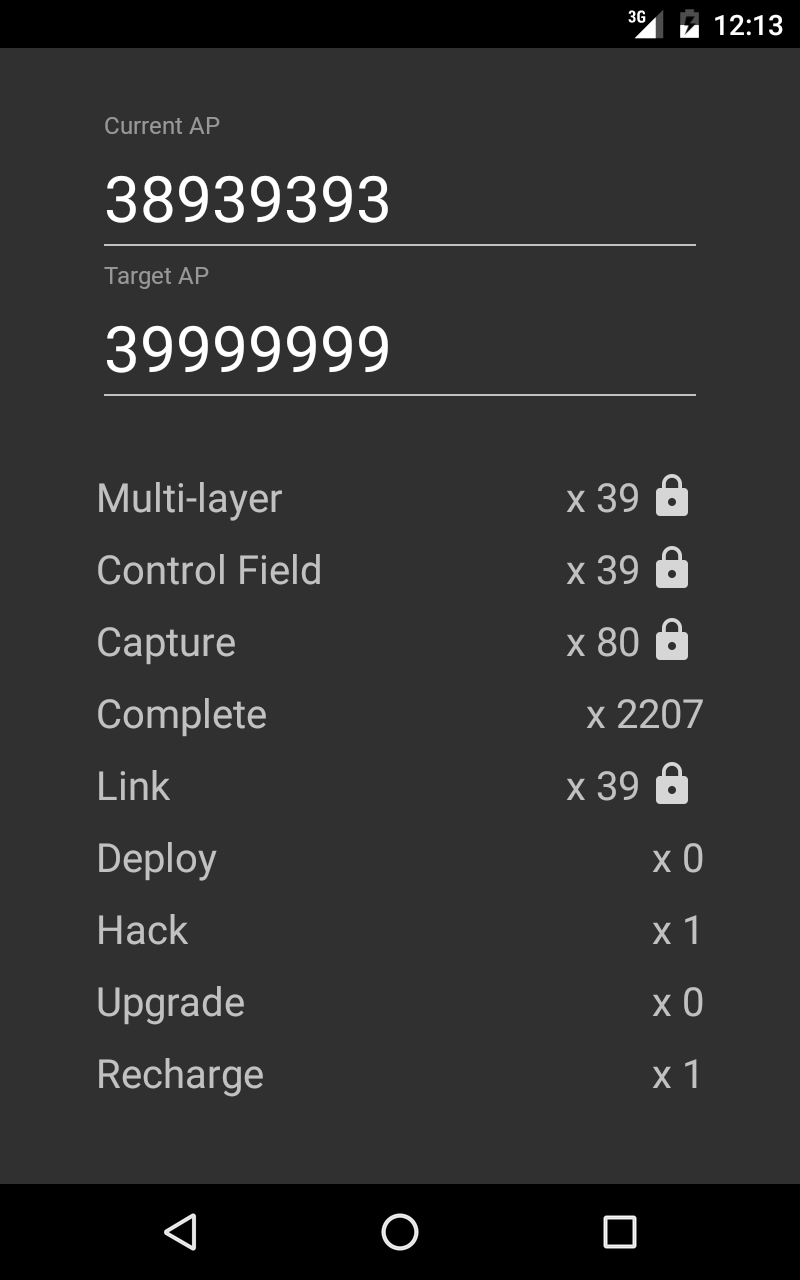 3G 12:13
Current AP
38939393
Target AP
39999999
Multi-layer x 39
Control Field x 39
Capture x 80
Complete x 2207
Link x 39
Deploy x 0
Hack x 1
Upgrade x 0
Recharge x 1